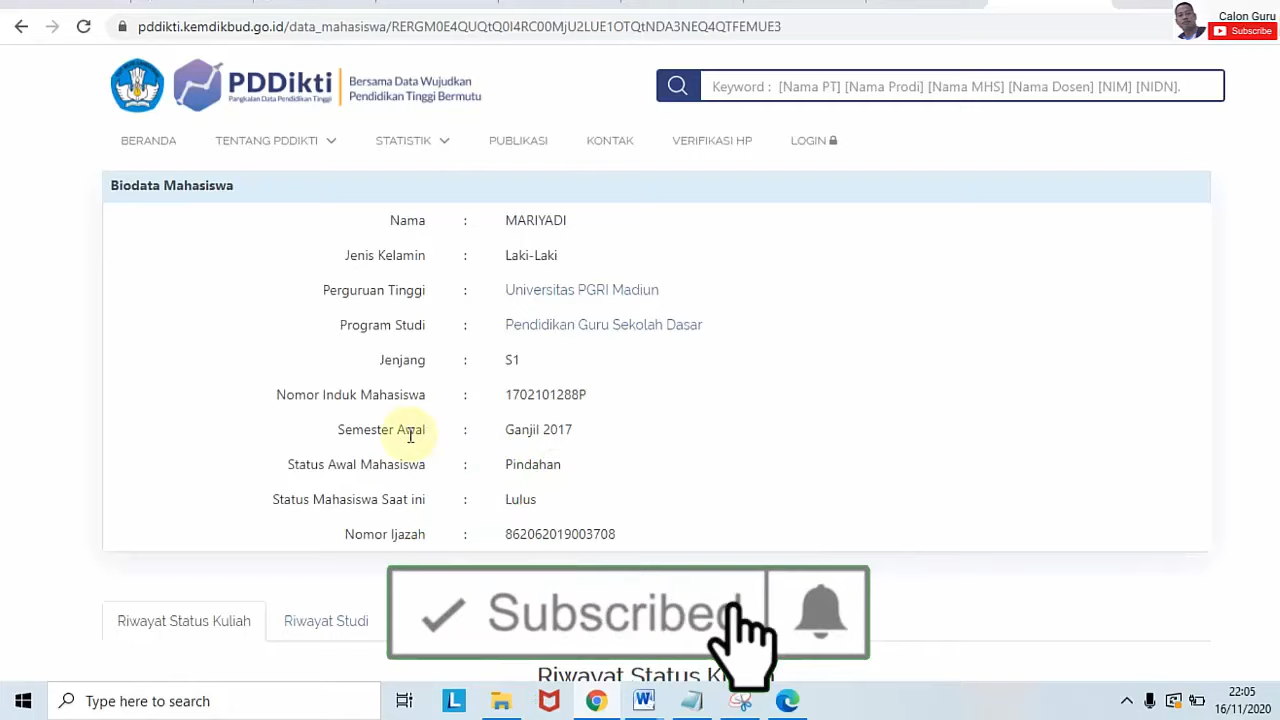 Calon Guru
Subscribe
pddikti.kemdikbud.go.id/data_mahasiswa/RERGM0E4QUQtQ0I4RC00MjU2LUE1OTQtNDA3NEQ4QTFEMUE3
PDDikti
Pangkalan Data Pendidikan Tinggi
Bersama Data Wujudkan
Pendidikan Tinggi Bermutu
Keyword : [Nama PT] [Nama Prodi] [Nama MHS] [Nama Dosen] [NIM] [NIDN].
BERANDA TENTANG PDDIKTI STATISTIK PUBLIKASI KONTAK VERIFIKASI HP LOGIN
Biodata Mahasiswa
Nama : MARIYADI
Jenis Kelamin : Laki-Laki
Perguruan Tinggi : Universitas PGRI Madiun
Program Studi : Pendidikan Guru Sekolah Dasar
Jenjang : S1
Nomor Induk Mahasiswa : 1702101288P
Semester Awal : Ganjil 2017
Status Awal Mahasiswa : Pindahan
Status Mahasiswa Saat ini : Lulus
Nomor Ijazah : 862062019003708
Subscribed
Riwayat Status Kuliah Riwayat Studi
Riwayat Status Kuliah
Type here to search
22:05
16/11/2020